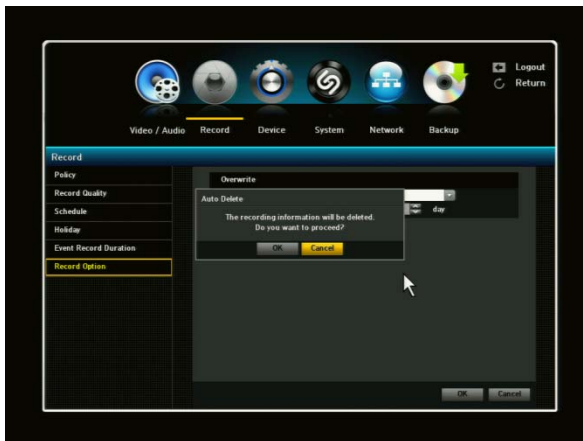 Logout
Return
Video / Audio Record Device System Network Backup
Record
Policy
Record Quality
Schedule
Holiday
Event Record Duration
Record Option
Overwrite
day
Auto Delete
The recording information will be deleted.
Do you want to proceed?
OK Cancel
OK Cancel